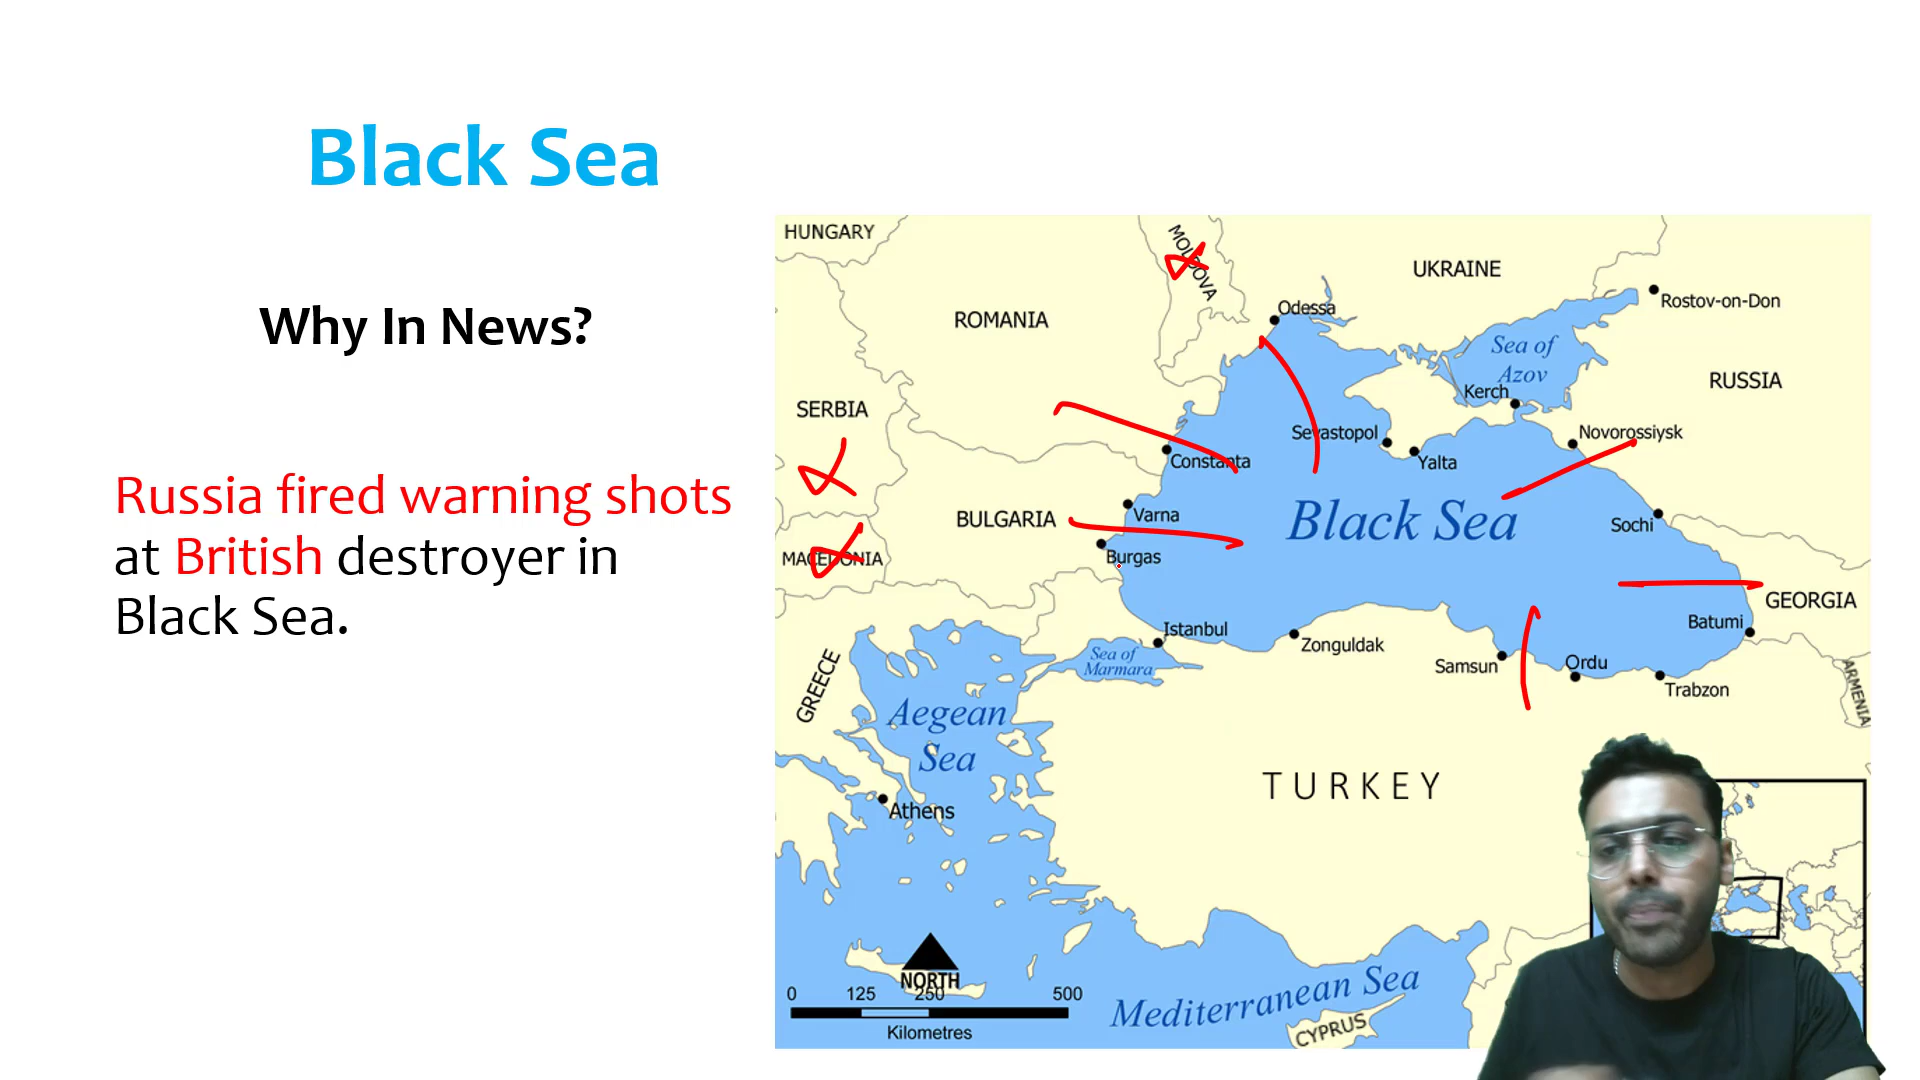 Black Sea
Why In News?
Russia fired warning shots
at British destroyer in
Black Sea.
HUNGARY
MOLDOVA
UKRAINE
Odessa
Rostov-on-Don
ROMANIA
Sea of
Azov
RUSSIA
Kerch
SERBIA
Sevastopol
Novorossiysk
Constanta
Yalta
Varna
BULGARIA
Black Sea
Sochi
MACEDONIA
Burgas
GEORGIA
Batumi
Istanbul
Zonguldak
Sea of
Marmara
Samsun
Ordu
Trabzon
GREECE
ARMENIA
Aegean
Sea
TURKEY
Athens
NORTH
0 125 250 500
Kilometres
Mediterranean Sea
CYPRUS